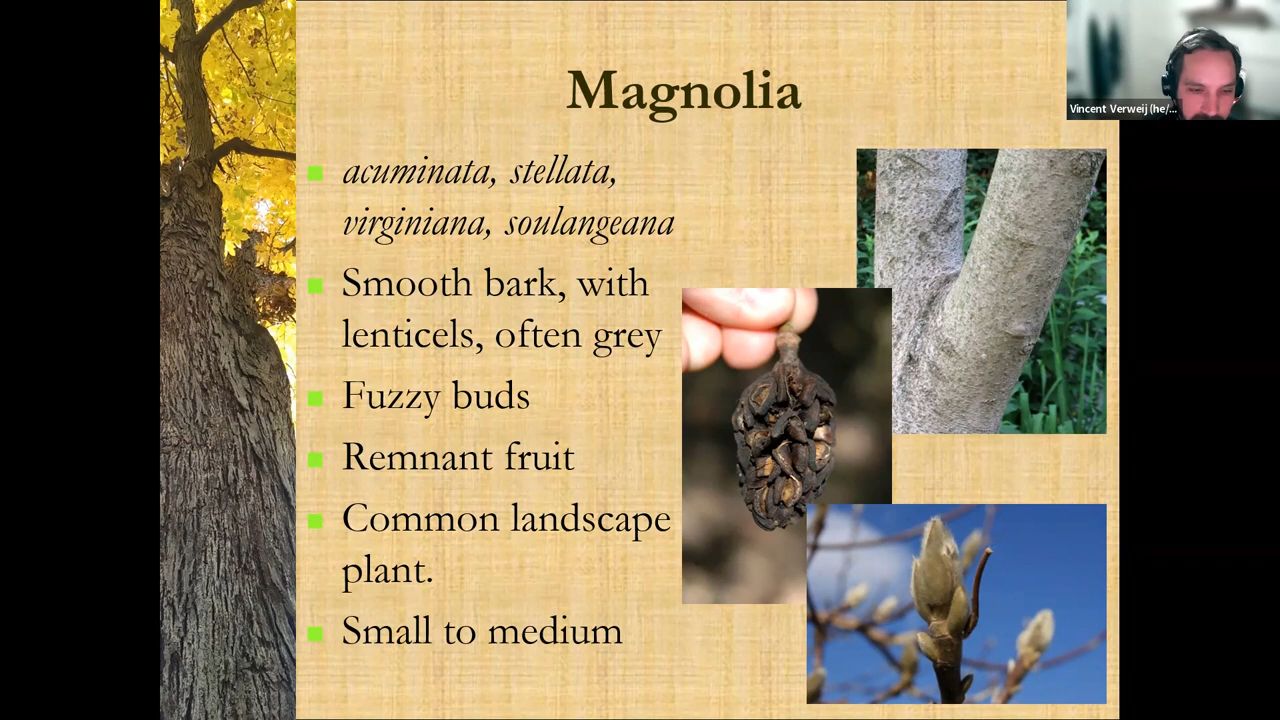 Magnolia
acuminata, stellata,
virginiana, soulangeana
Smooth bark, with
lenticels, often grey
Fuzzy buds
Remnant fruit
Common landscape
plant.
Small to medium
Vincent Verweij (he/...